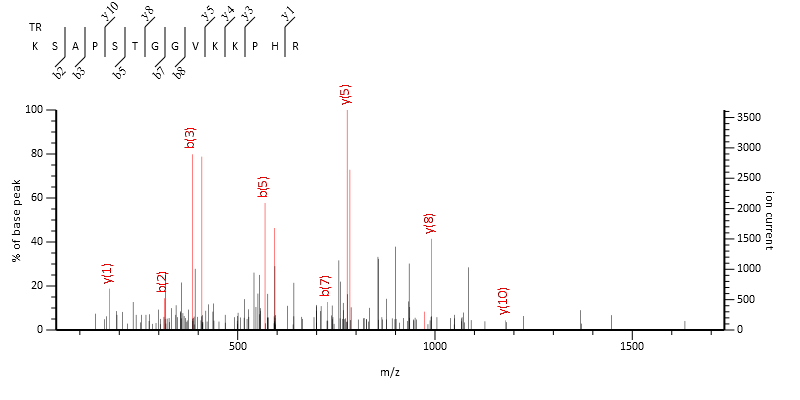 y10 y8 y5 y4 y3 y1
TR
K S A P S T G G V K K P H R
b2 b3 b5 b7 b8
y(5)
100 3500
b(3)
80 3000
b(5) 2500
60 2000
y(8)
40 1500
y(1) b(2) b(7) 1000
20 y(10) 500
0 0
500 1000 1500
% of base peak
ion current
m/z